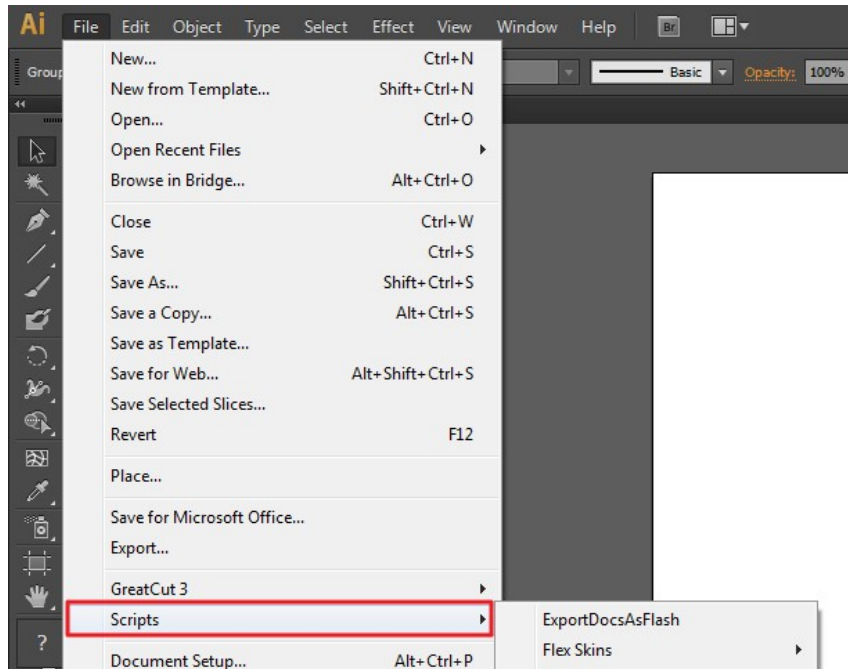 Ai File Edit Object Type Select Effect View Window Help Br
Group Basic Opacity: 100%
New... Ctrl+N
New from Template... Shift+Ctrl+N
Open... Ctrl+O
Open Recent Files
Browse in Bridge... Alt+Ctrl+O
Close Ctrl+W
Save Ctrl+S
Save As... Shift+Ctrl+S
Save a Copy... Alt+Ctrl+S
Save as Template...
Save for Web... Alt+Shift+Ctrl+S
Save Selected Slices...
Revert F12
Place...
Save for Microsoft Office...
Export...
GreatCut 3
Scripts ExportDocsAsFlash
? Flex Skins
Document Setup... Alt+Ctrl+P